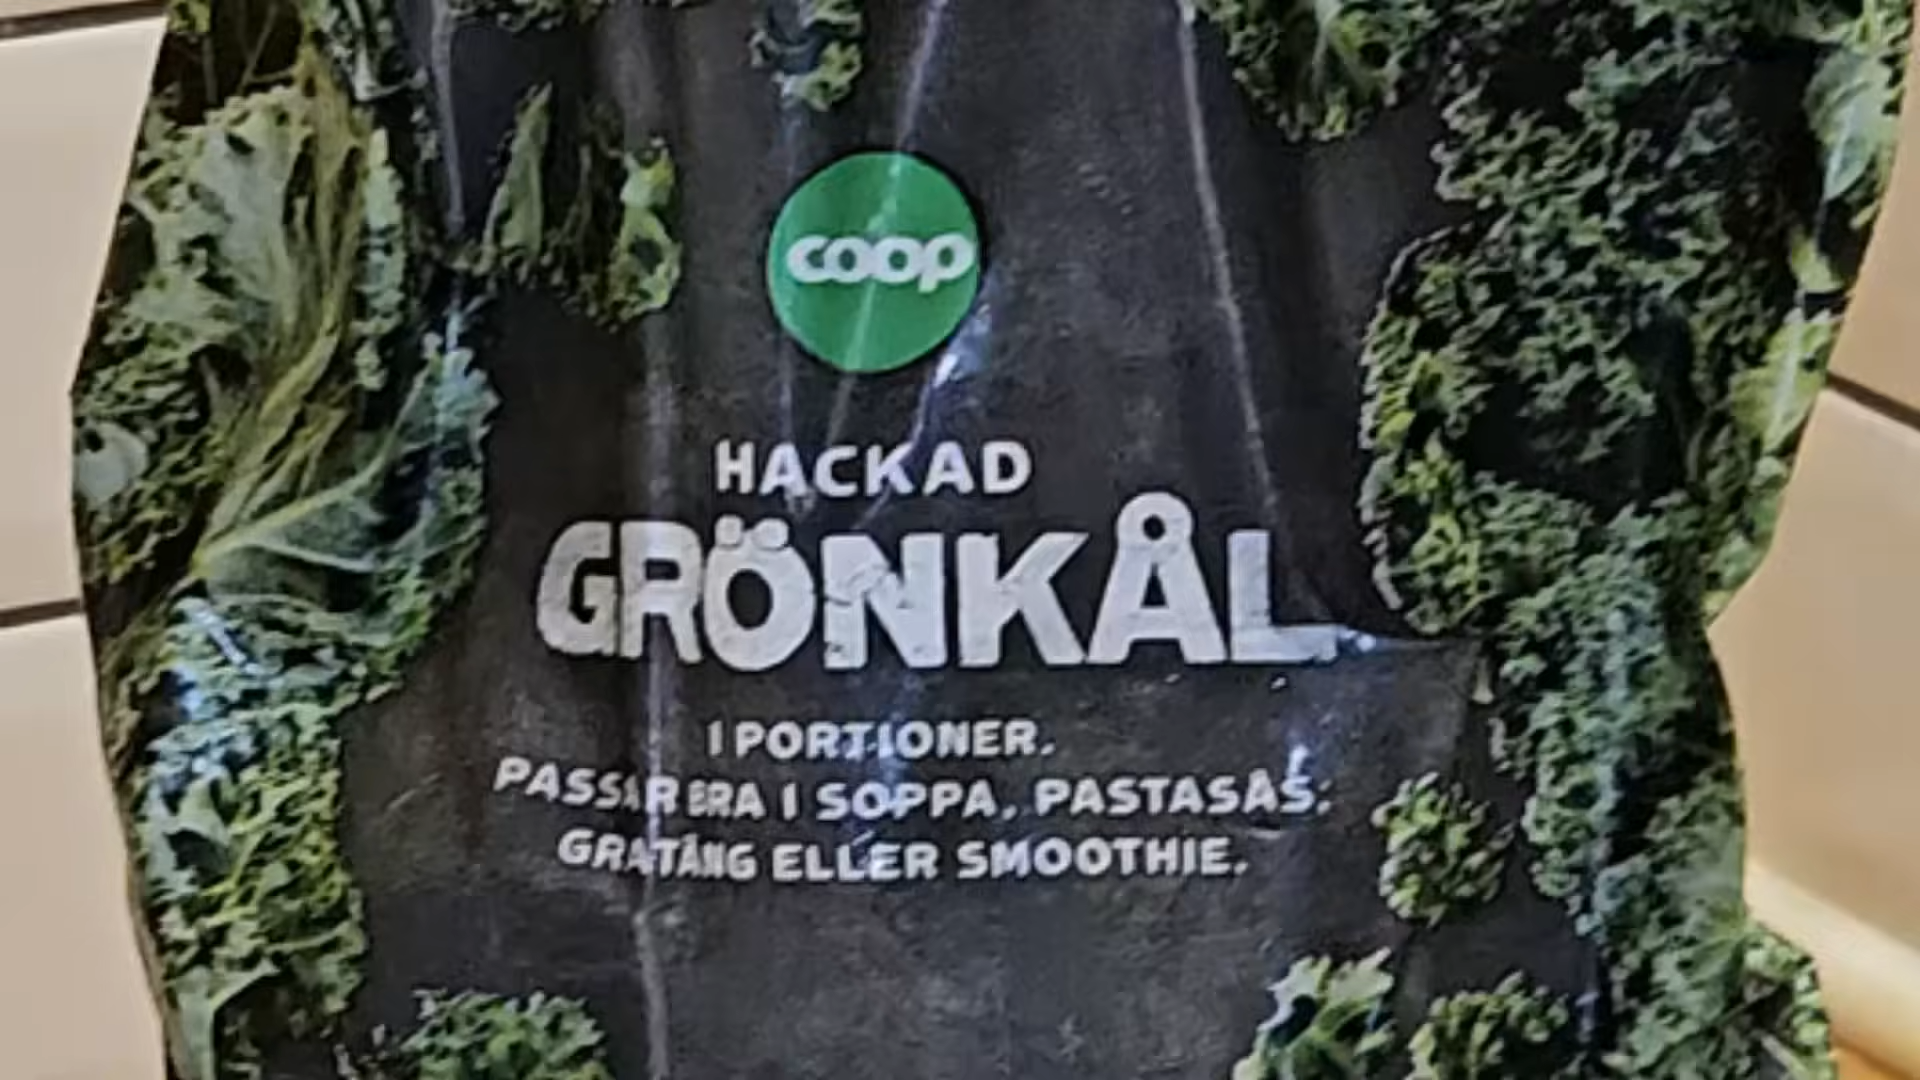 coop
HACKAD
GRÖNKÅL
I PORTIONER.
PASSAR BRA I SOPPA, PASTASÅS,
GRATÄNG ELLER SMOOTHIE.